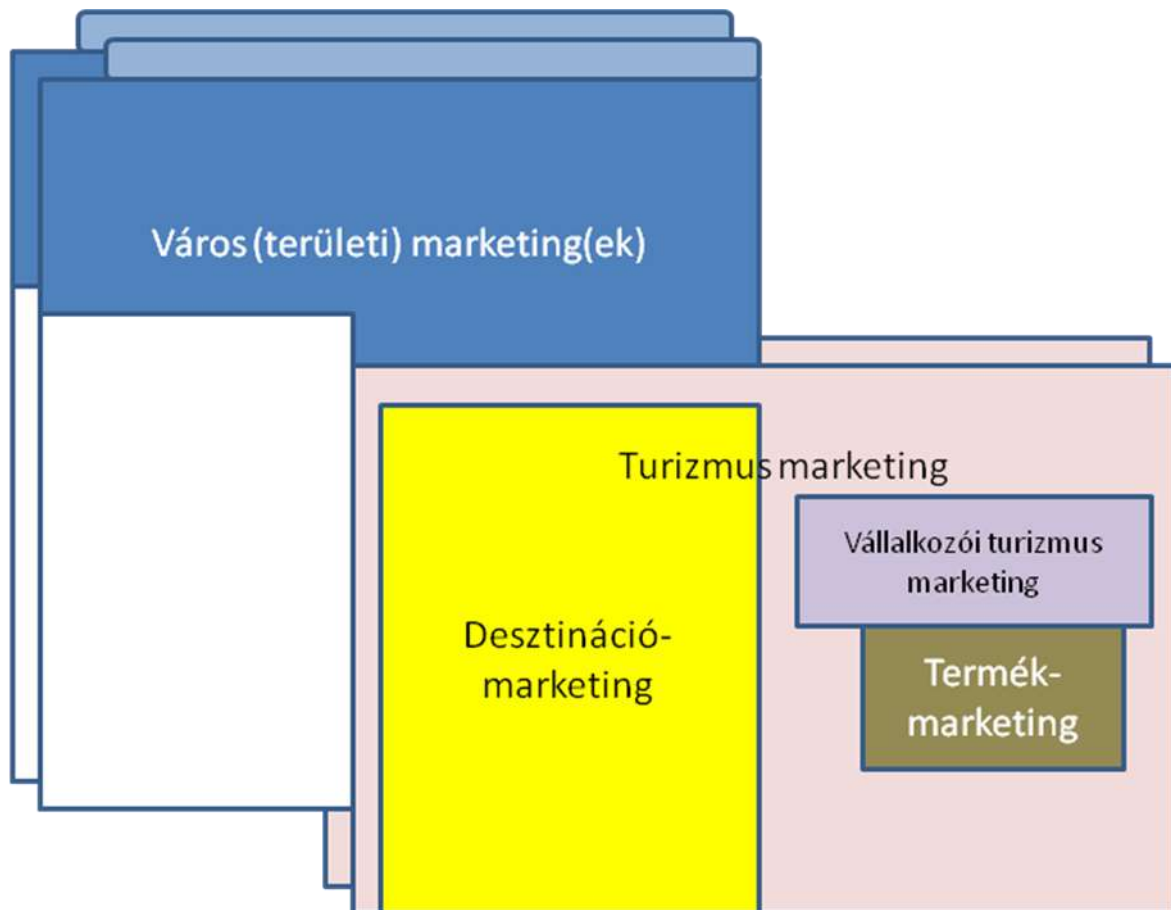 Város (területi) marketing(ek)
Turizmus marketing
Vállalkozói turizmus
marketing
Desztináció-
marketing
Termék-
marketing